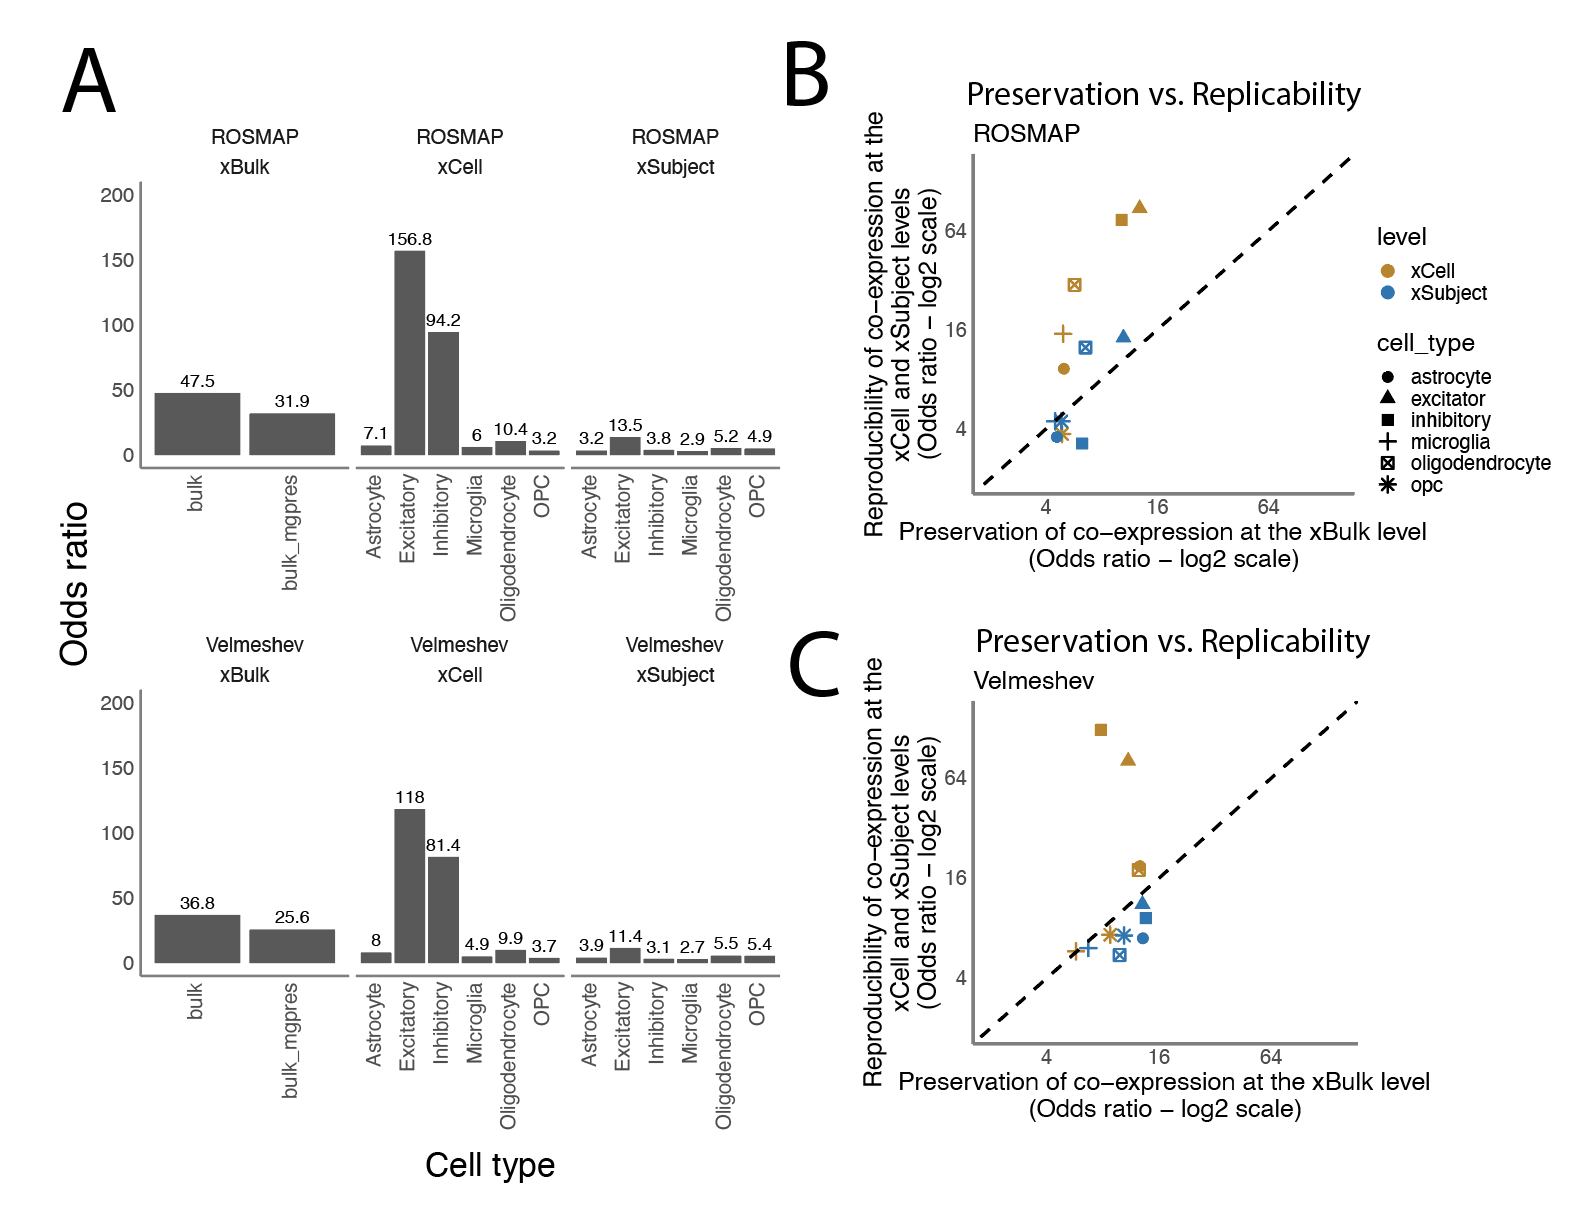 A
ROSMAP
xBulk
ROSMAP
xCell
ROSMAP
xSubject
200
150
100
50
0
47.5
31.9
156.8
94.2
7.1
6
10.4
3.2
3.2
13.5
3.8
2.9
5.2
4.9
bulk
bulk_mgpres
Astrocyte
Excitatory
Inhibitory
Microglia
Oligodendrocyte
OPC
Astrocyte
Excitatory
Inhibitory
Microglia
Oligodendrocyte
OPC
Odds ratio
Velmeshev
xBulk
Velmeshev
xCell
Velmeshev
xSubject
200
150
100
50
0
36.8
25.6
8
118
81.4
4.9
9.9
3.7
3.9
11.4
3.1
2.7
5.5
5.4
bulk
bulk_mgpres
Astrocyte
Excitatory
Inhibitory
Microglia
Oligodendrocyte
OPC
Astrocyte
Excitatory
Inhibitory
Microglia
Oligodendrocyte
OPC
Cell type
B
Preservation vs. Replicability
ROSMAP
Reproducibility of co−expression at the
xCell and xSubject levels
(Odds ratio − log2 scale)
64
16
4
4
16
64
Preservation of co−expression at the xBulk level
(Odds ratio − log2 scale)
level
xCell
xSubject
cell_type
astrocyte
excitator
inhibitory
microglia
oligodendrocyte
opc
C
Preservation vs. Replicability
Velmeshev
Reproducibility of co−expression at the
xCell and xSubject levels
(Odds ratio − log2 scale)
64
16
4
4
16
64
Preservation of co−expression at the xBulk level
(Odds ratio − log2 scale)